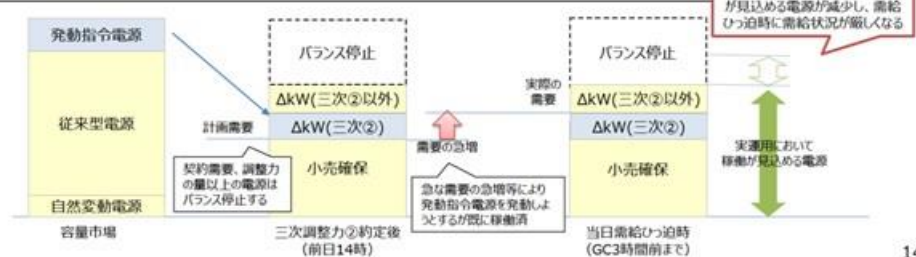 が見込める電源が減少し、需給
ひっ迫時に需給状況が厳しくなる
発動指令電源
従来型電源
自然変動電源
容量市場
計画需要
契約需要、調整力
の量以上の電源は
バランス停止する
バランス停止
ΔkW(三次②以外)
ΔkW(三次②)
小売確保
三次調整力②約定後
(前日14時)
実際の
需要
需要の急増
急な需要の急増等により
発動指令電源を発動しよ
うとするが既に稼働済
バランス停止
ΔkW(三次②以外)
ΔkW(三次②)
小売確保
当日需給ひっ迫時
(GC3時間前まで)
実運用において
稼働が見込める電源
14